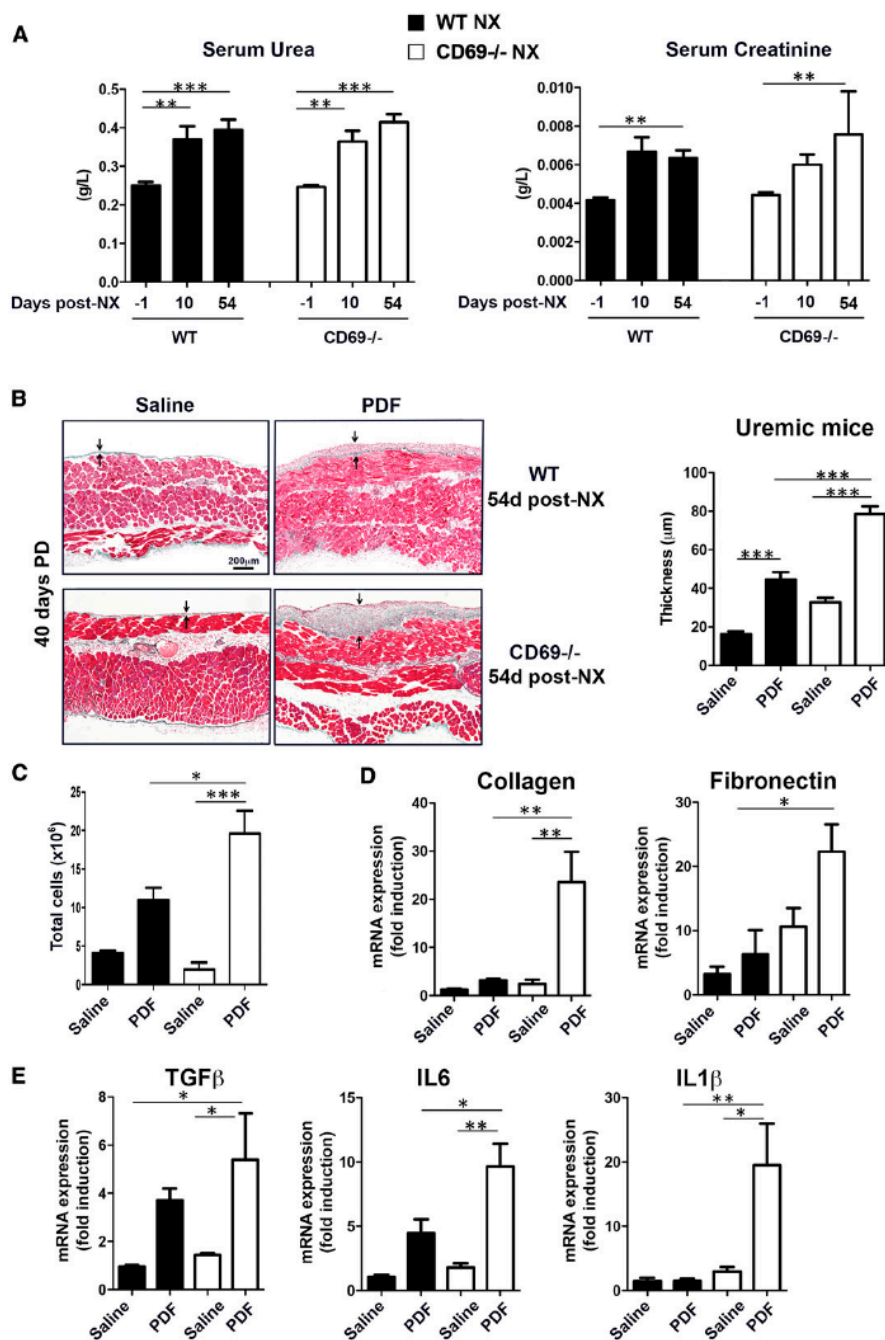 A
WT NX
CD69-/- NX
Serum Urea
Serum Creatinine
(g/L)
0.5
0.4
0.3
0.2
0.1
0.0
***
**
***
**
Days post-NX
-1 10 54 -1 10 54
WT CD69-/-
(g/L)
0.010
0.008
0.006
0.004
0.002
0.000
**
**
Days post-NX
-1 10 54 -1 10 54
WT CD69-/-
B
Saline PDF
40 days PD
200µm
WT
54d post-NX
CD69-/-
54d post-NX
Uremic mice
Thickness (µm)
100
80
60
40
20
0
***
***
***
Saline PDF Saline PDF
C
Total cells (x10⁶)
25
20
15
10
5
0
*
***
Saline PDF Saline PDF
D
Collagen
mRNA expression
(fold induction)
40
30
20
10
0
**
**
Saline PDF Saline PDF
Fibronectin
mRNA expression
(fold induction)
30
20
10
0
*
Saline PDF Saline PDF
E
TGFβ
mRNA expression
(fold induction)
8
6
4
2
0
*
*
Saline PDF Saline PDF
IL6
mRNA expression
(fold induction)
15
10
5
0
*
**
Saline PDF Saline PDF
IL1β
mRNA expression
(fold induction)
30
20
10
0
**
*
Saline PDF Saline PDF